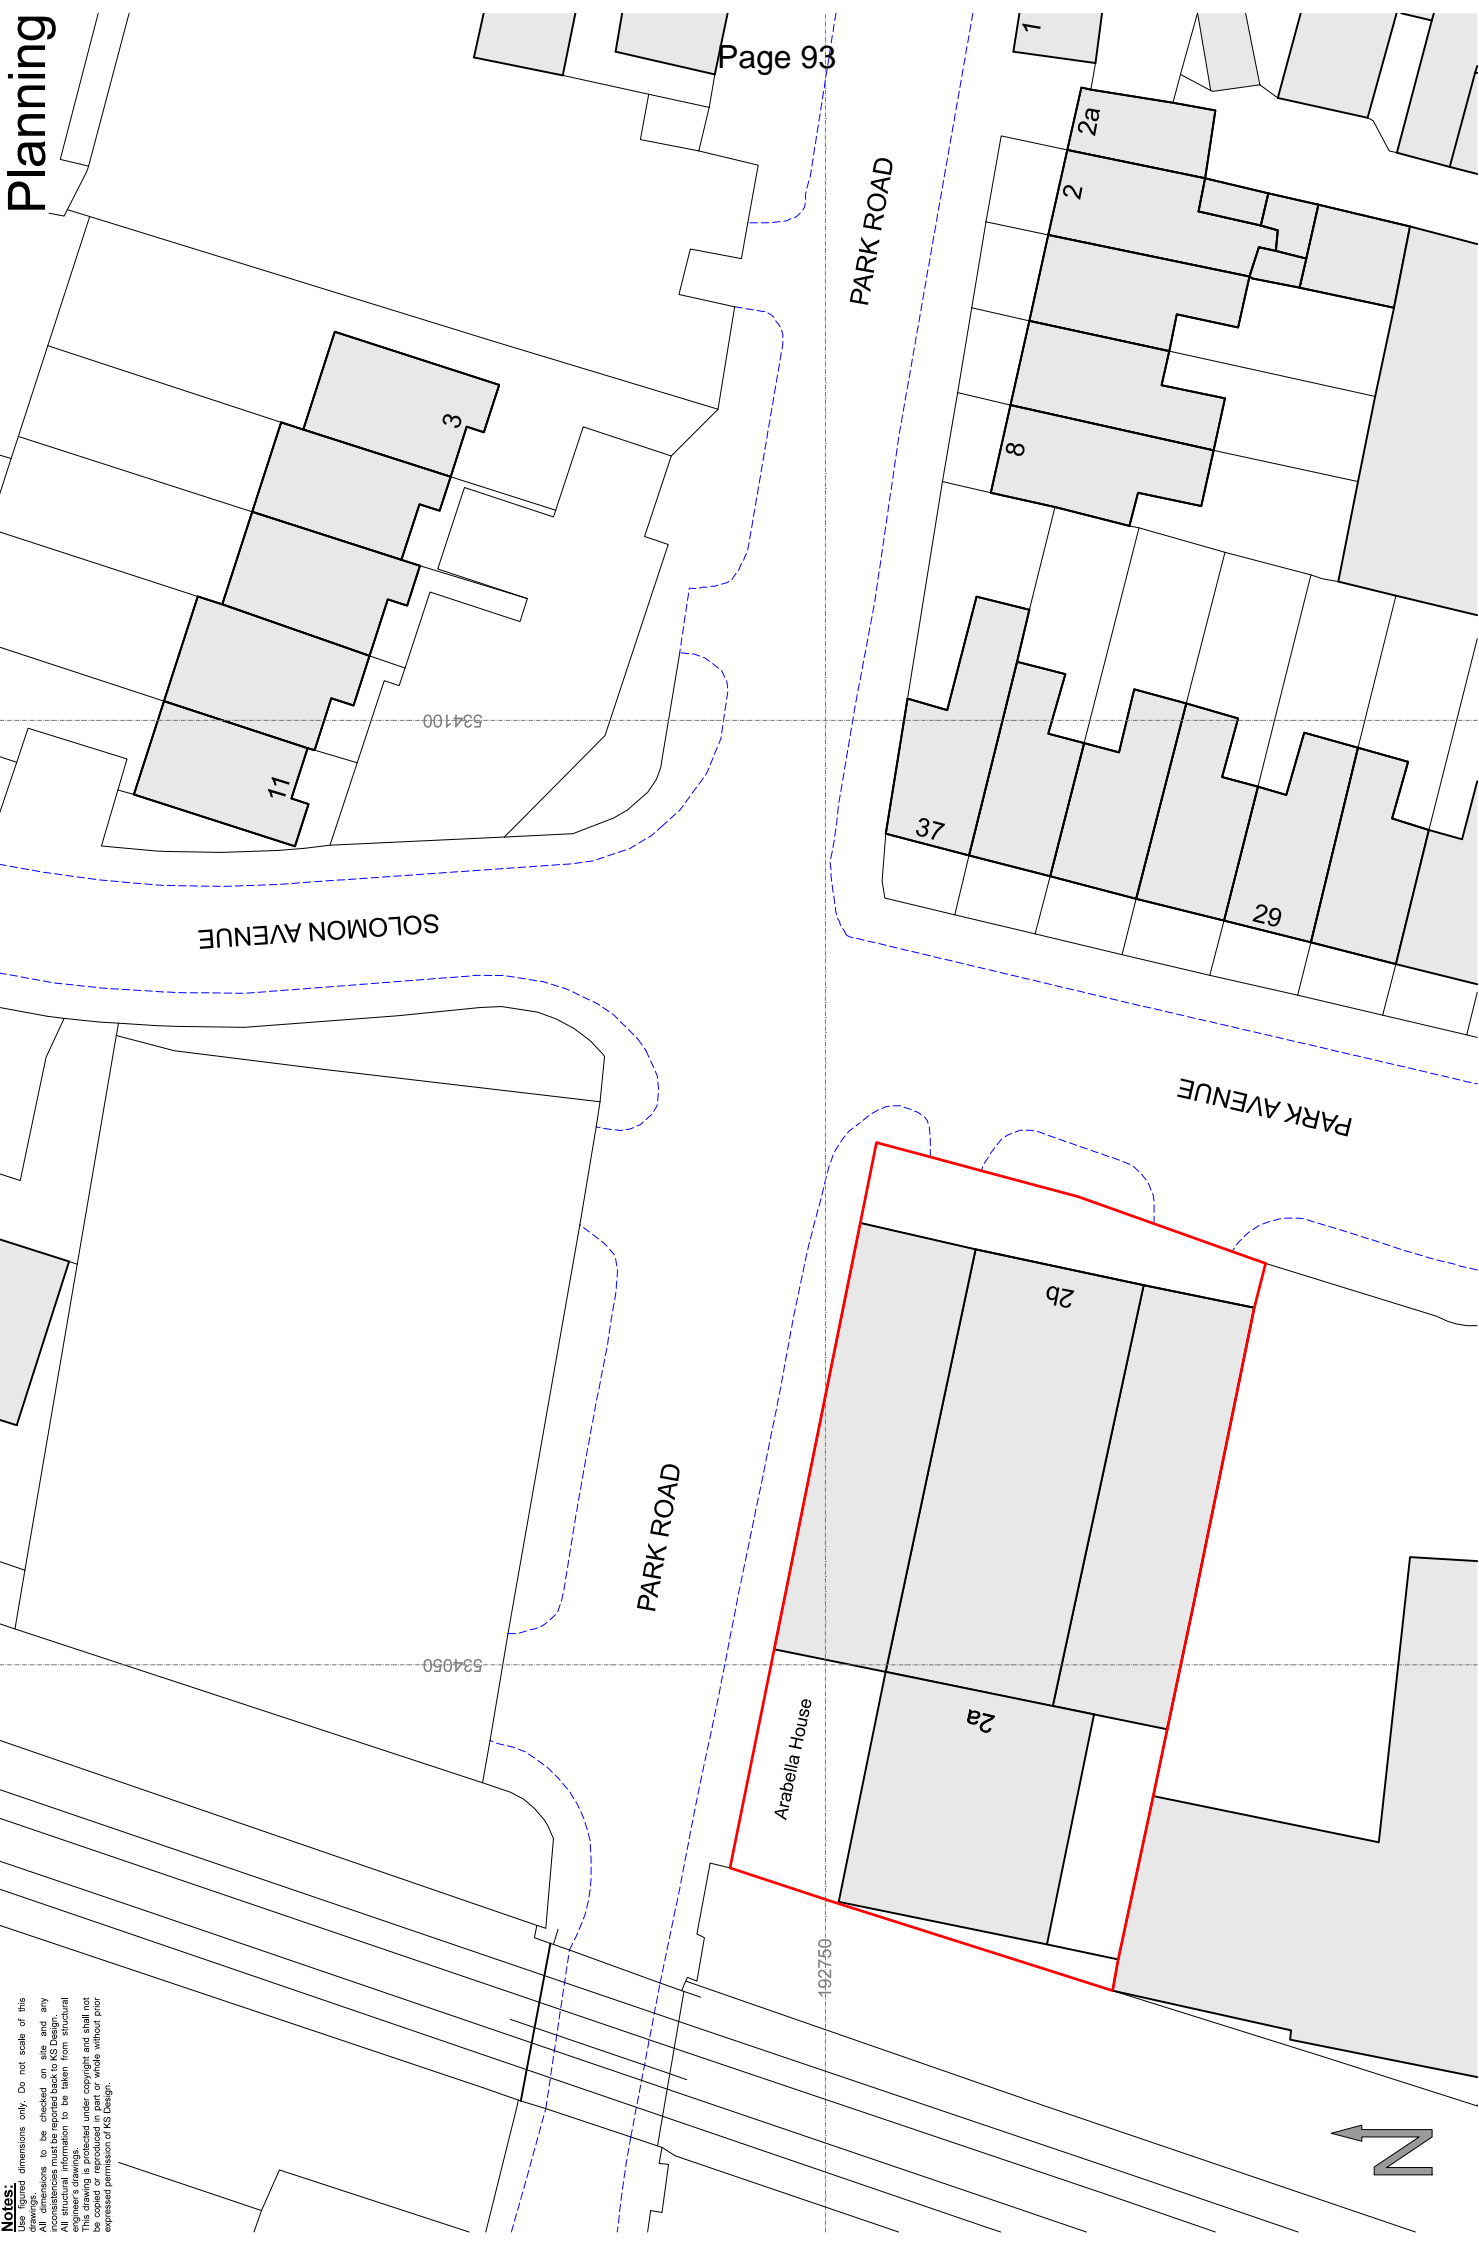 Planning
Page 93
1
2a
2
PARK ROAD
3
8
534100
11
37
29
SOLOMON AVENUE
PARK AVENUE
2b
PARK ROAD
534050
2a
Arabella House
192750
N
Notes:
Use figured dimensions only. Do not scale of this
drawings.
All dimensions to be checked on site and any
inconsistencies must be reported back to KS Design.
All structural information to be taken from structural
engineer's drawings.
This drawing is protected under copyright and shall not
be copied or reproduced in part or whole without prior
expressed permission of KS Design.